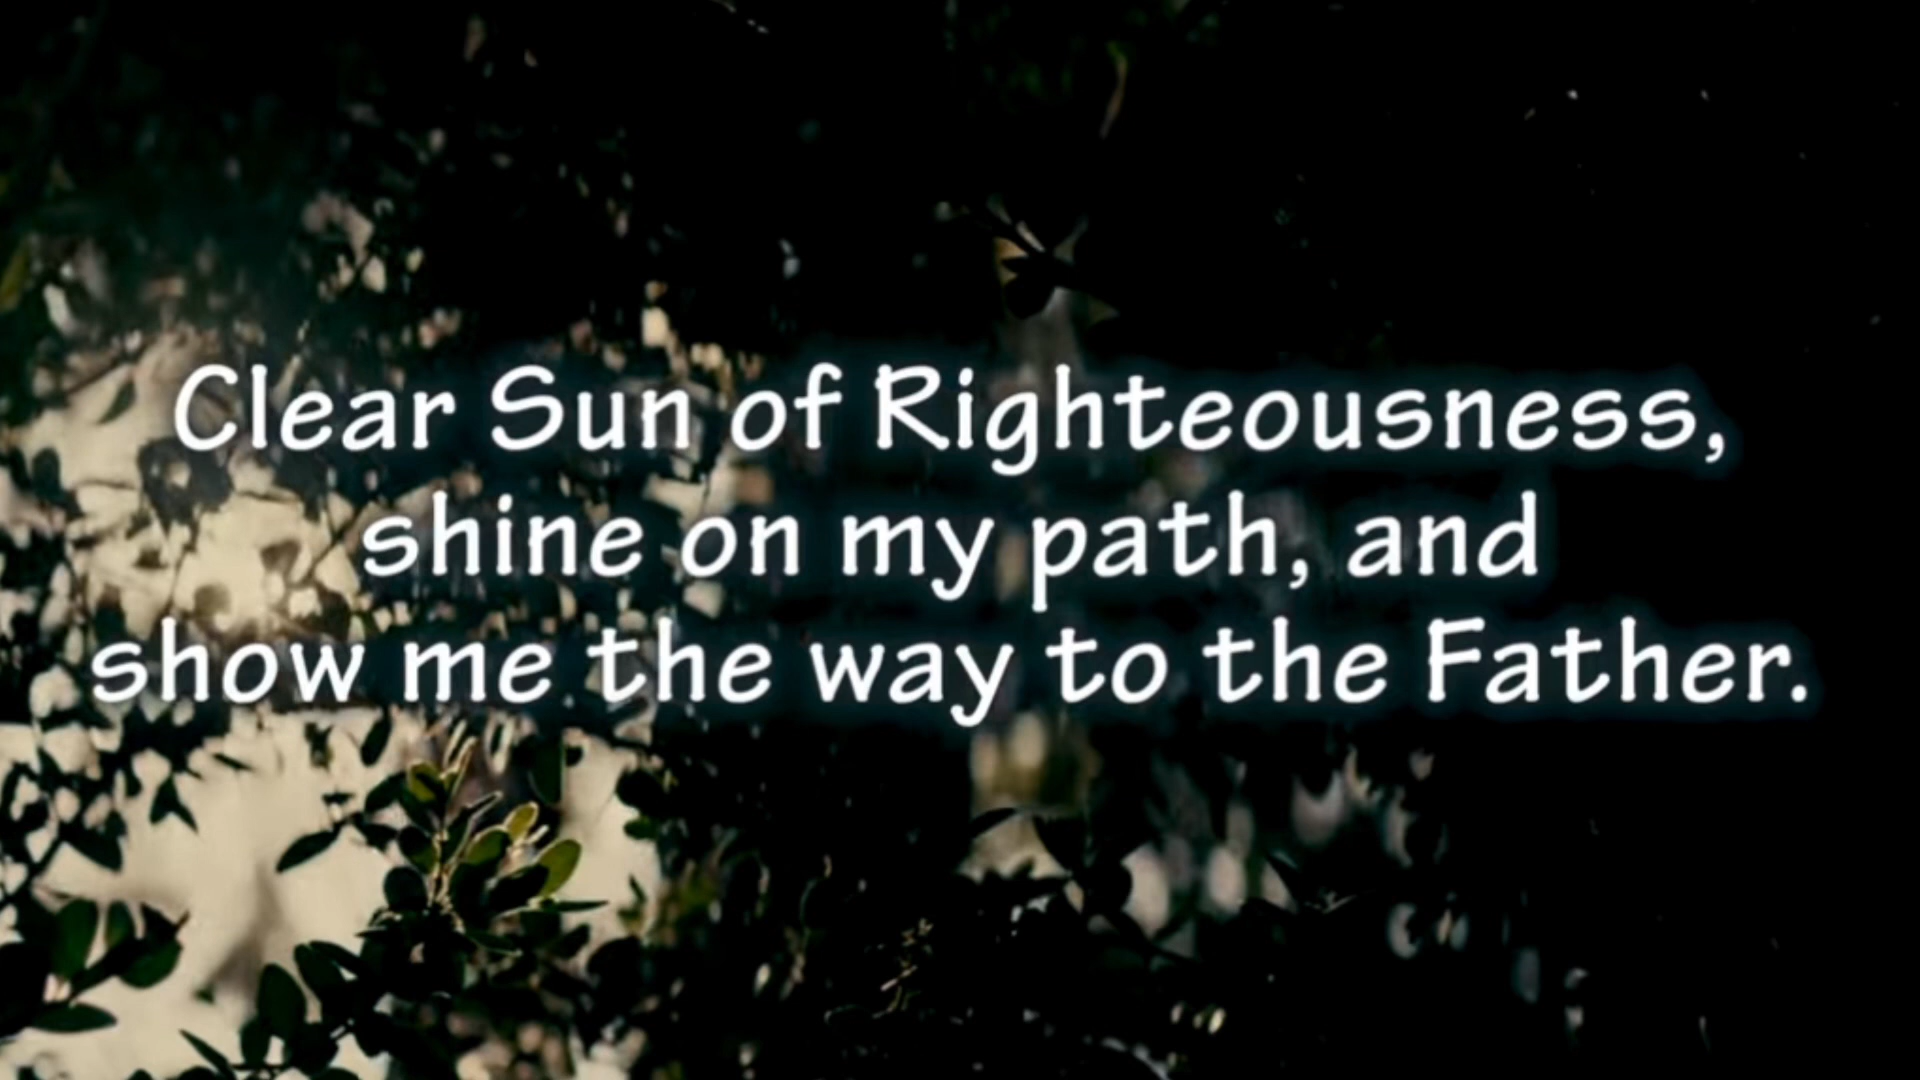 Clear Sun of Righteousness,
shine on my path, and
show me the way to the Father.